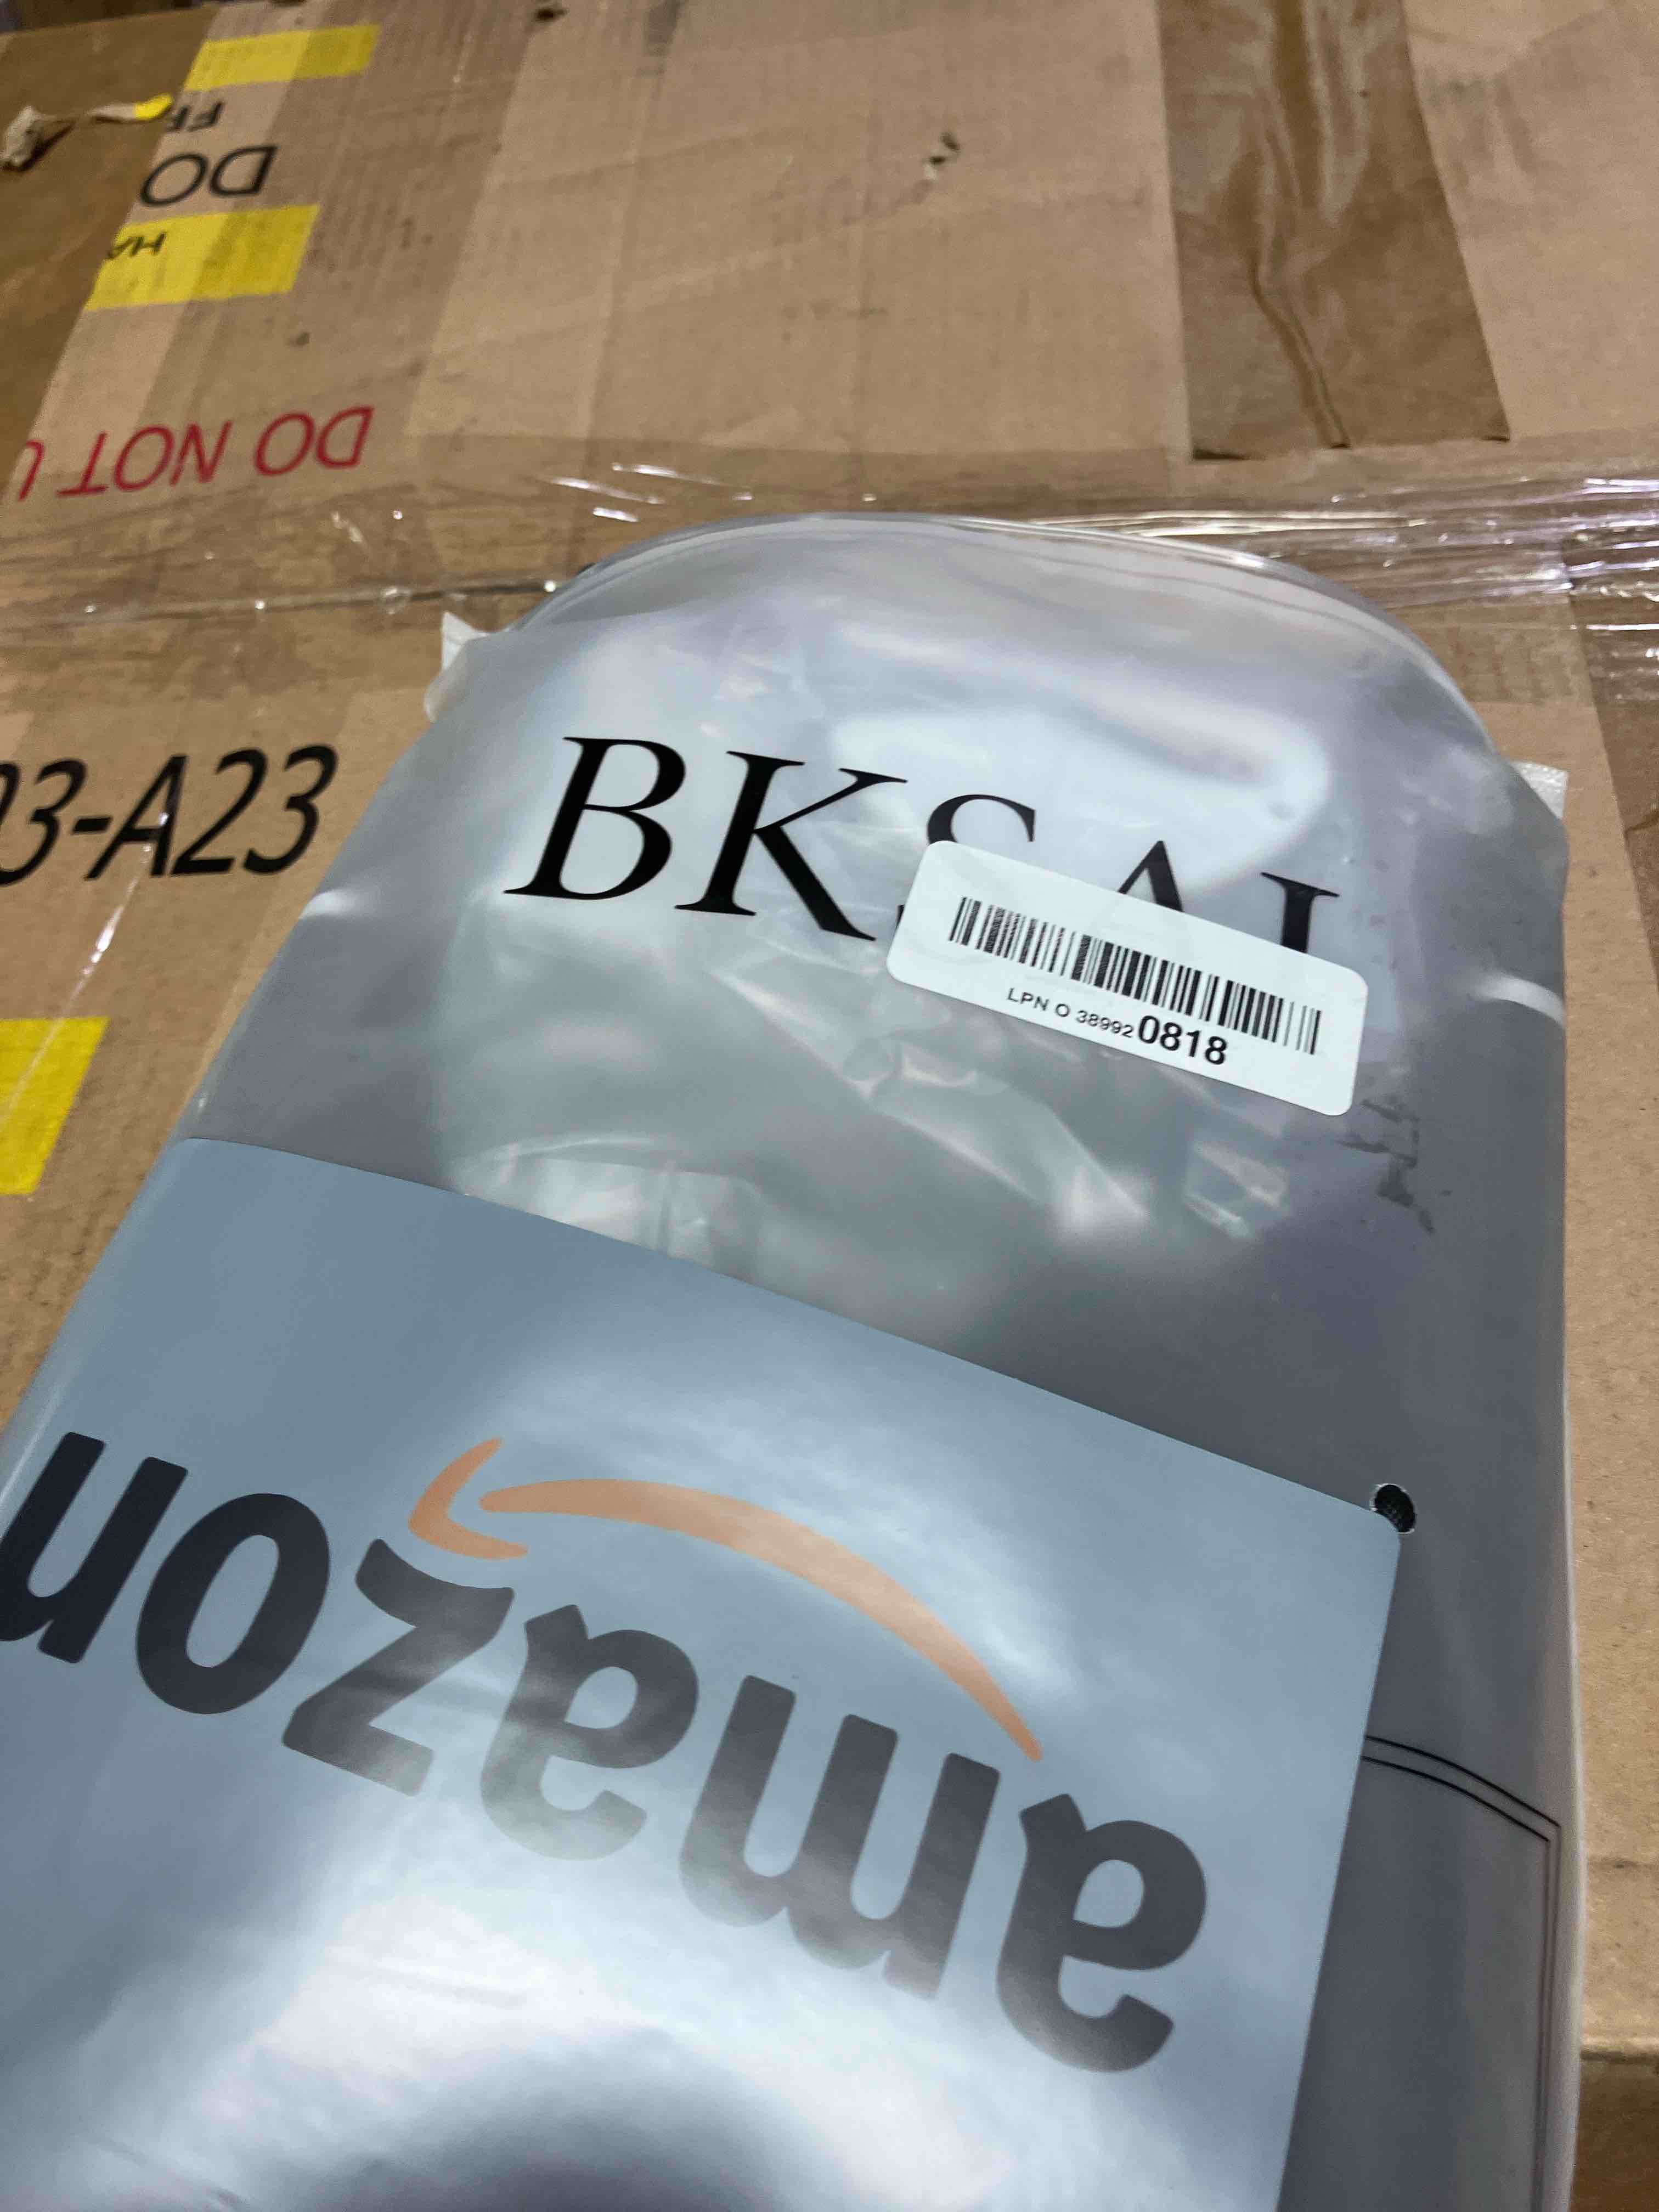 DO
DO NOT
03-A23
BKSAI
LPN O 389920818
amazon